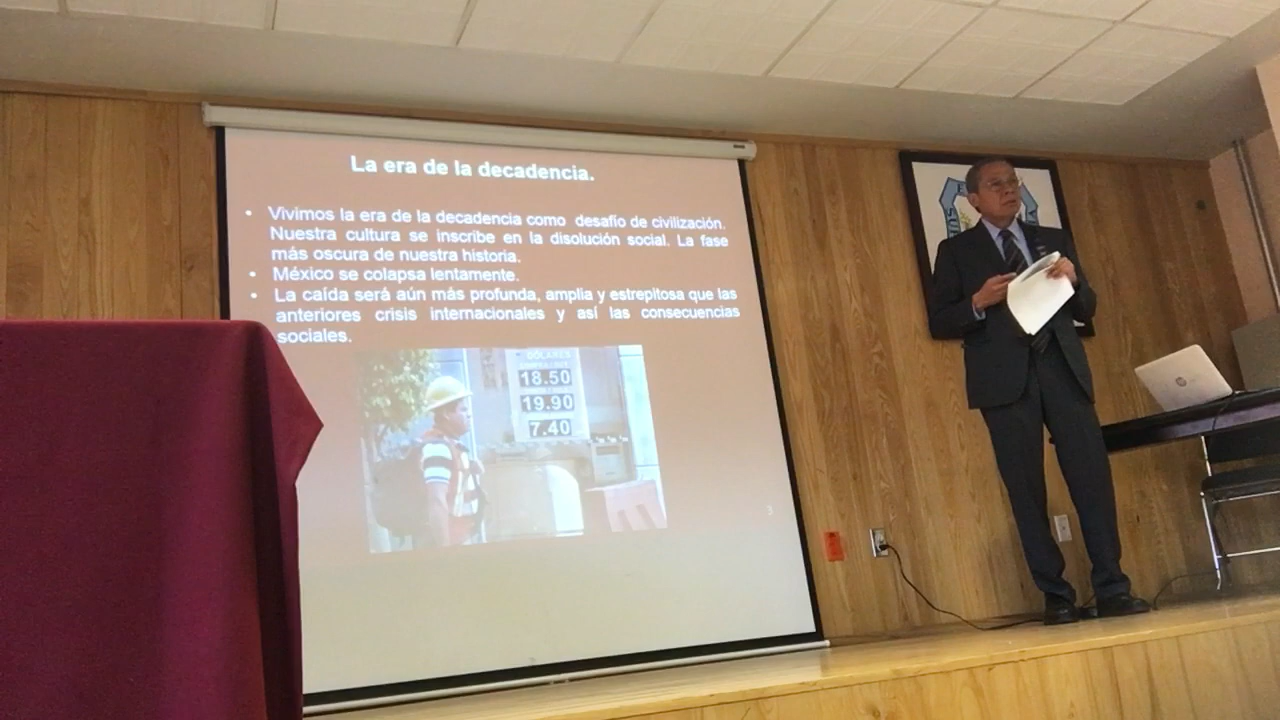 La era de la decadencia.
• Vivimos la era de la decadencia como desafío de civilización.
Nuestra cultura se inscribe en la disolución social. La fase
más oscura de nuestra historia.
• México se colapsa lentamente.
• La caída será aún más profunda, amplia y estrepitosa que las
anteriores crisis internacionales y así las consecuencias
sociales.
DÓLARES
18.50
19.90
7.40
3
hp